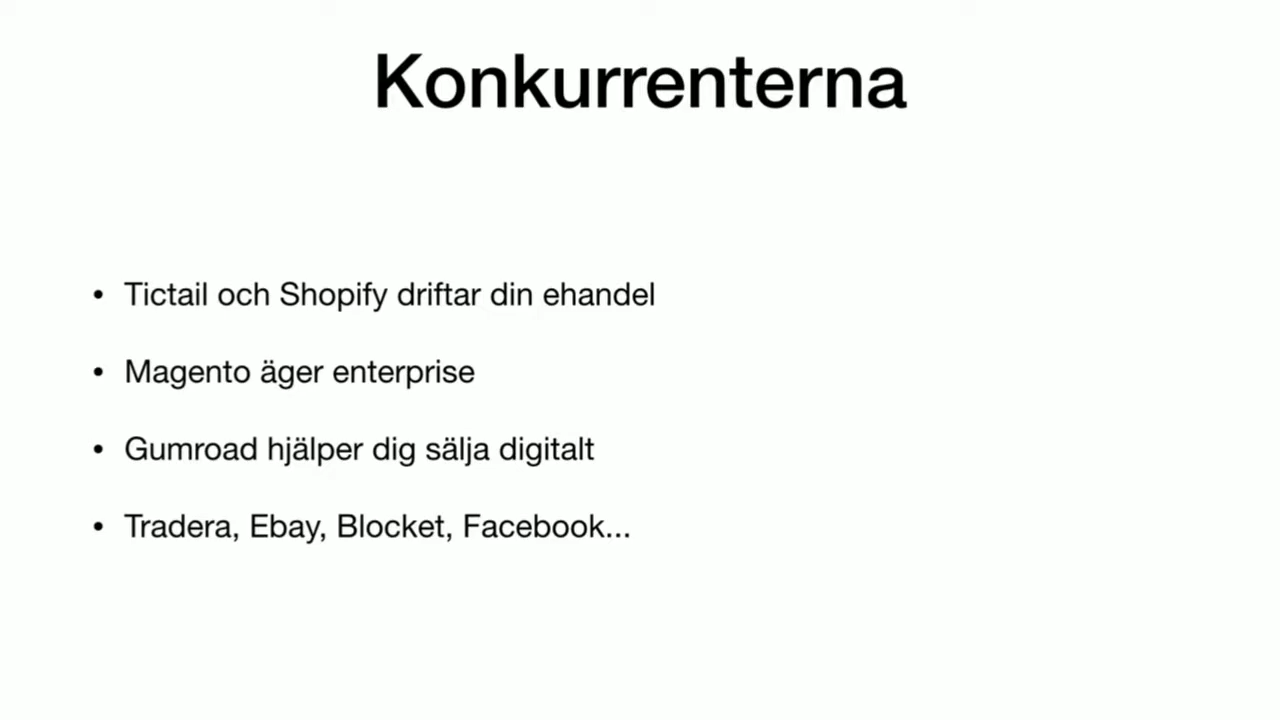 Konkurrenterna
• Tictail och Shopify driftar din ehandel
• Magento äger enterprise
• Gumroad hjälper dig sälja digitalt
• Tradera, Ebay, Blocket, Facebook...